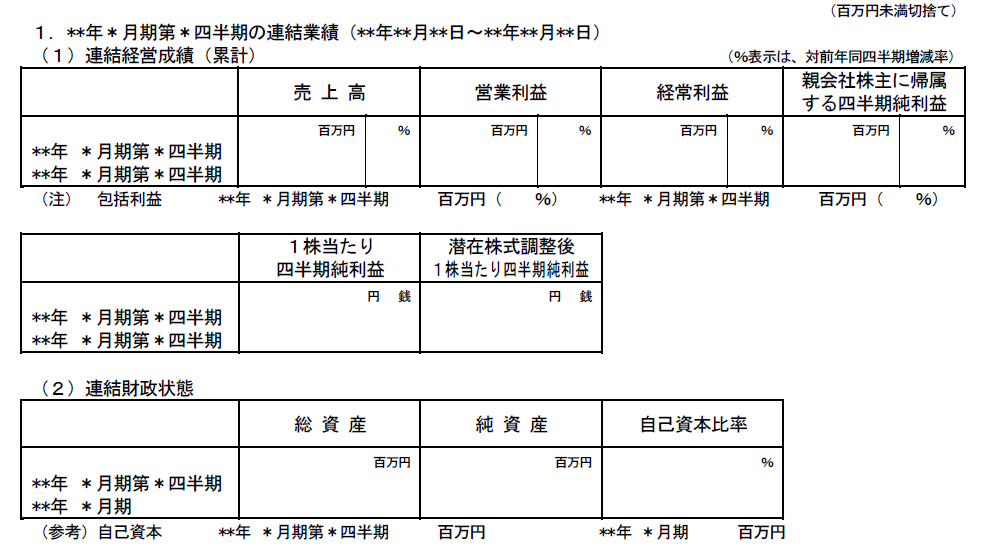 （百万円未満切捨て）
１．**年＊月期第＊四半期の連結業績（**年**月**日～**年**月**日）
（１）連結経営成績（累計） （％表示は、対前年同四半期増減率）
売 上 高 営業利益 経常利益 親会社株主に帰属
する四半期純利益
百万円 ％ 百万円 ％ 百万円 ％ 百万円 ％
**年 ＊月期第＊四半期
**年 ＊月期第＊四半期
（注） 包括利益 **年 ＊月期第＊四半期 百万円（ ％） **年 ＊月期第＊四半期 百万円（ ％）
１株当たり
四半期純利益
潜在株式調整後
１株当たり四半期純利益
円 銭 円 銭
**年 ＊月期第＊四半期
**年 ＊月期第＊四半期
（２）連結財政状態
総 資 産 純 資 産 自己資本比率
百万円 百万円 ％
**年 ＊月期第＊四半期
**年 ＊月期
（参考）自己資本 **年 ＊月期第＊四半期 百万円 **年 ＊月期 百万円